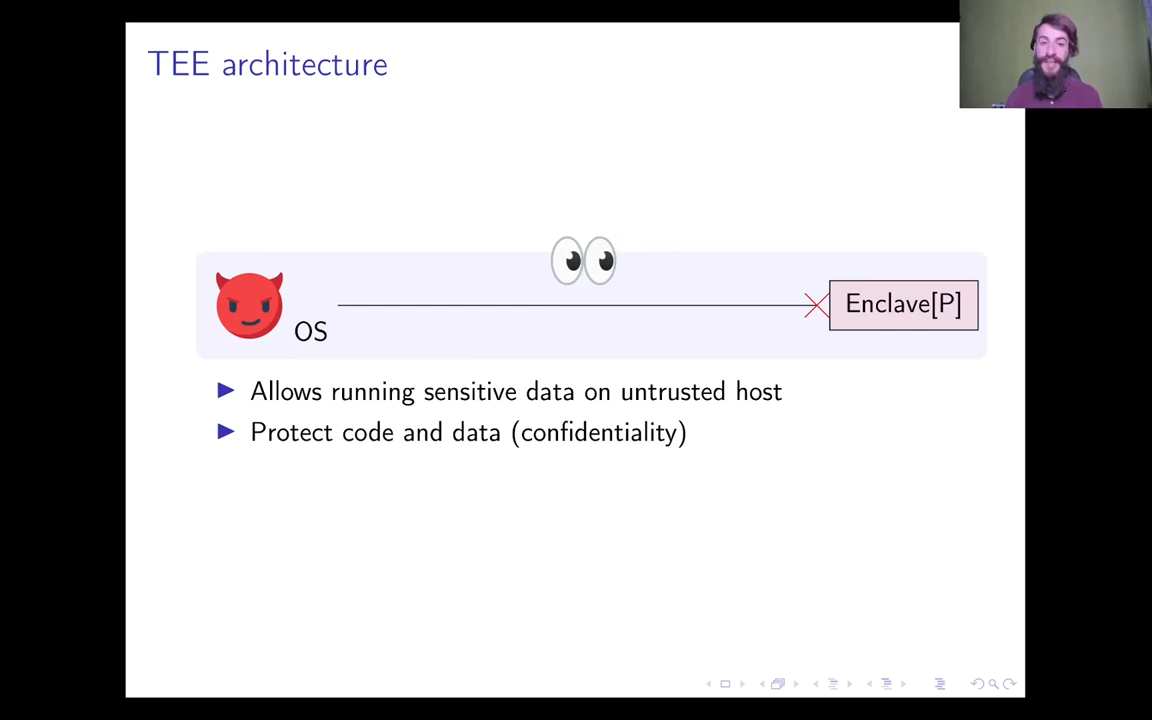 TEE architecture
OS
Enclave[P]
Allows running sensitive data on untrusted host
Protect code and data (confidentiality)